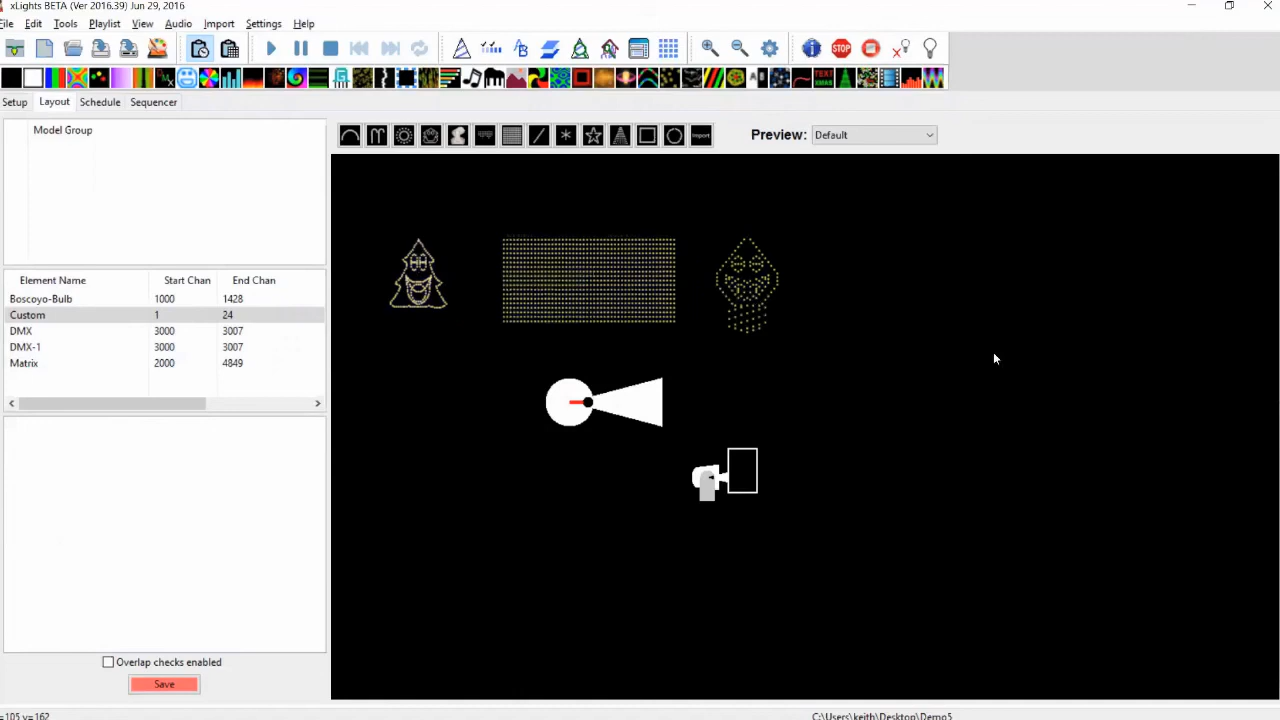 xLights BETA (Ver 2016.39) Jun 29, 2016
File Edit Tools Playlist View Audio Import Settings Help
Setup Layout Schedule Sequencer
Model Group
Preview: Default
Element Name Start Chan End Chan
Boscoyo-Bulb 1000 1428
Custom 1 24
DMX 3000 3007
DMX-1 3000 3007
Matrix 2000 4849
Overlap checks enabled
Save
=105 y=162 C:\Users\keith\Desktop\Demo5